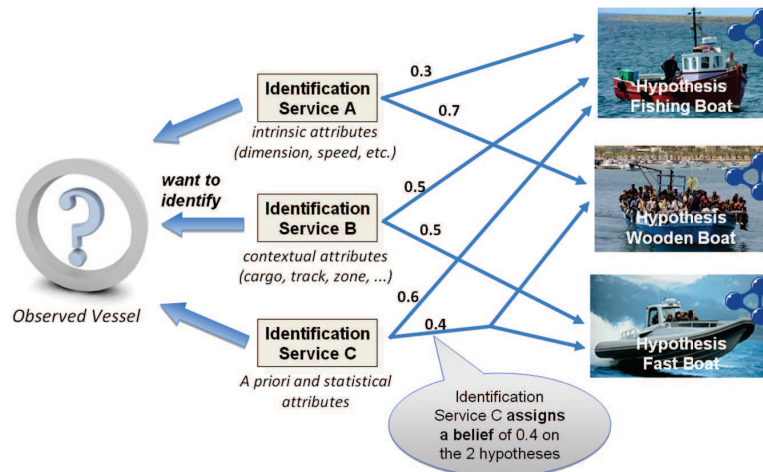 0.3
Identification
Service A
intrinsic attributes
(dimension, speed, etc.)
0.7
Hypothesis
Fishing Boat
want to
identify
Identification
Service B
contextual attributes
(cargo, track, zone, ...)
0.5
0.5
Hypothesis
Wooden Boat
Observed Vessel
Identification
Service C
A priori and statistical
attributes
0.6
0.4
Hypothesis
Fast Boat
Identification
Service C assigns
a belief of 0.4 on
the 2 hypotheses